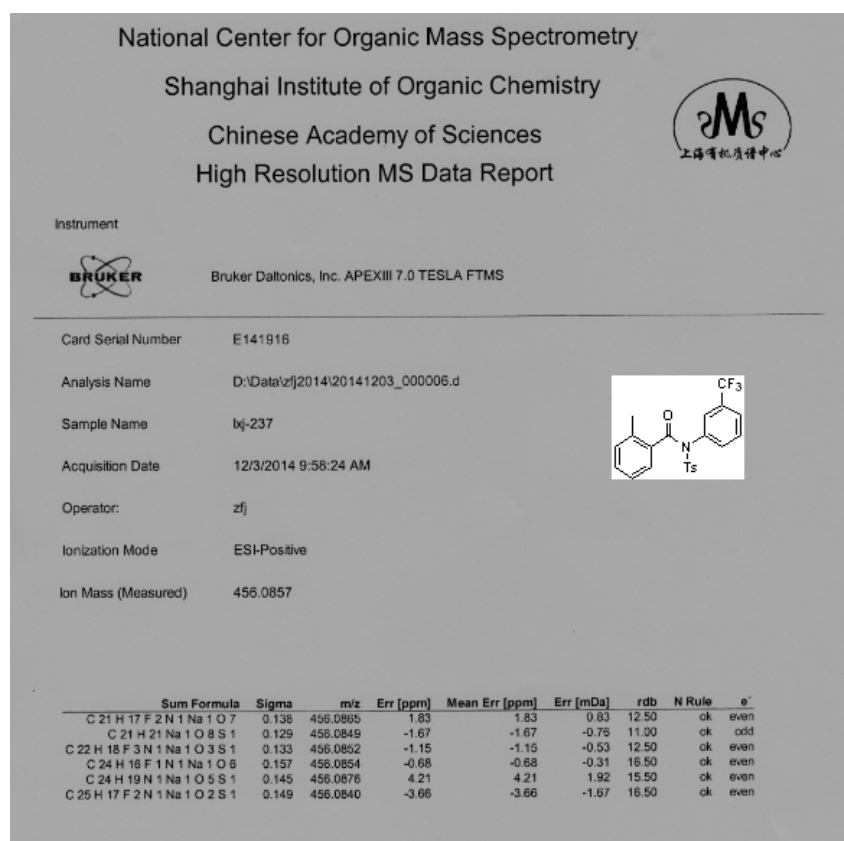 National Center for Organic Mass Spectrometry
Shanghai Institute of Organic Chemistry
Chinese Academy of Sciences
High Resolution MS Data Report
MS
上海有机质谱中心
Instrument
BRUKER
Bruker Daltonics, Inc. APEXIII 7.0 TESLA FTMS
Card Serial Number E141916
Analysis Name D:\Data\zfj2014\20141203_000006.d
Sample Name lxj-237
Acquisition Date 12/3/2014 9:58:24 AM
Operator: zfj
Ionization Mode ESI-Positive
Ion Mass (Measured) 456.0857
CF3
O
N
Ts
Sum Formula Sigma m/z Err [ppm] Mean Err [ppm] Err [mDa] rdb N Rule e-
C 21 H 17 F 2 N 1 Na 1 O 7 0.138 456.0865 1.83 1.83 0.83 12.50 ok even
C 21 H 21 Na 1 O 8 S 1 0.129 456.0849 -1.67 -1.67 -0.76 11.00 ok odd
C 22 H 18 F 3 N 1 Na 1 O 3 S 1 0.133 456.0852 -1.15 -1.15 -0.53 12.50 ok even
C 24 H 16 F 1 N 1 Na 1 O 6 0.157 456.0854 -0.68 -0.68 -0.31 16.50 ok even
C 24 H 19 N 1 Na 1 O 5 S 1 0.145 456.0876 4.21 4.21 1.92 15.50 ok even
C 25 H 17 F 2 N 1 Na 1 O 2 S 1 0.149 456.0840 -3.66 -3.66 -1.67 16.50 ok even